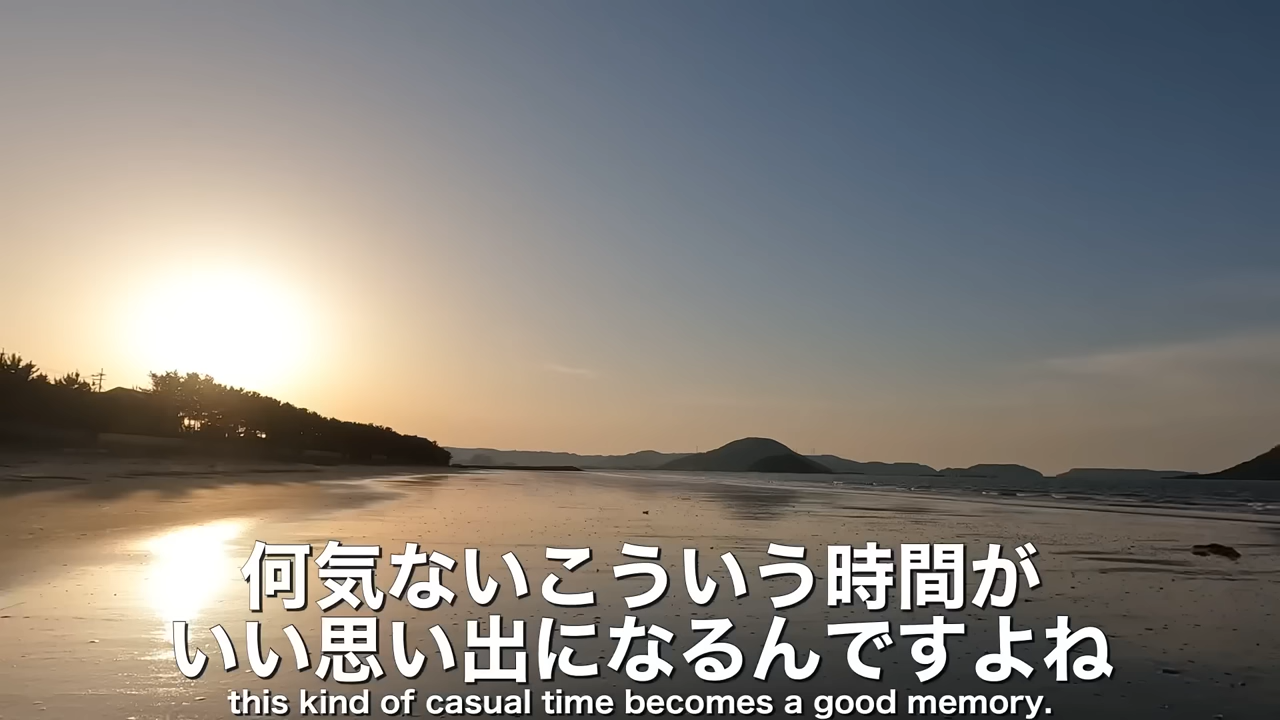 何気ないこういう時間が
いい思い出になるんですよね
this kind of casual time becomes a good memory.